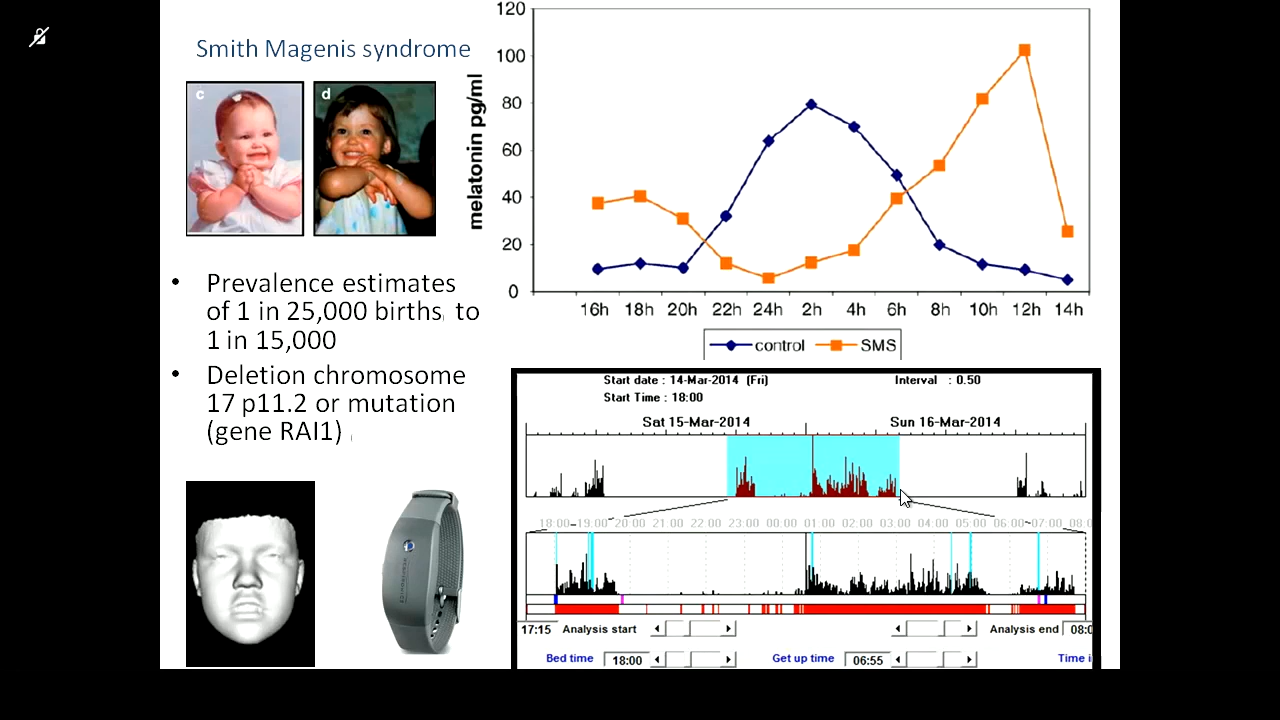 Smith Magenis syndrome
c
d
Prevalence estimates
of 1 in 25,000 births, to
1 in 15,000
Deletion chromosome
17 p11.2 or mutation
(gene RAI1)
melatonin pg/ml
120
100
80
60
40
20
0
16h 18h 20h 22h 24h 2h 4h 6h 8h 10h 12h 14h
control SMS
Start date : 14-Mar-2014 (Fri) Interval : 0.50
Start Time : 18:00
Sat 15-Mar-2014 Sun 16-Mar-2014
18:00 19:00 20:00 21:00 22:00 23:00 00:00 01:00 02:00 03:00 04:00 05:00 06:00 07:00 08:0
17:15 Analysis start Analysis end 08:0
Bed time 18:00 Get up time 06:55 Time i